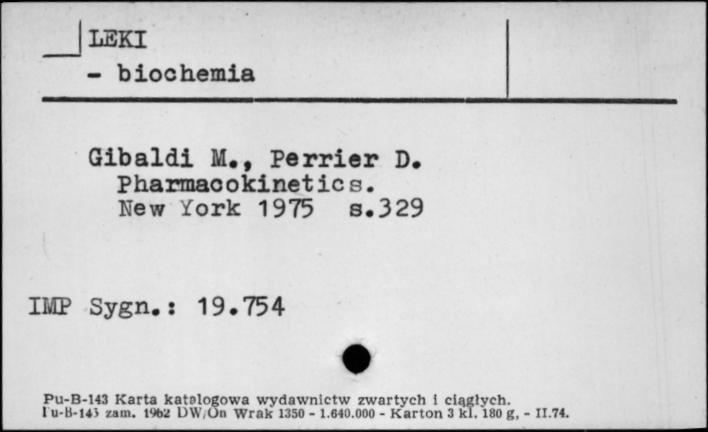 LEKI
- biochemia
Gibaldi M., Perrier D.
Pharmacokinetics.
New York 1975 s.329
IMP Sygn.: 19.754
Pu-B-143 Karta katalogowa wydawnictw zwartych i ciągłych.
Pu-B-143 zam. 1962 DW/On Wrak 1350 - 1.640.000 - Karton 3 kl. 180 g, - II.74.